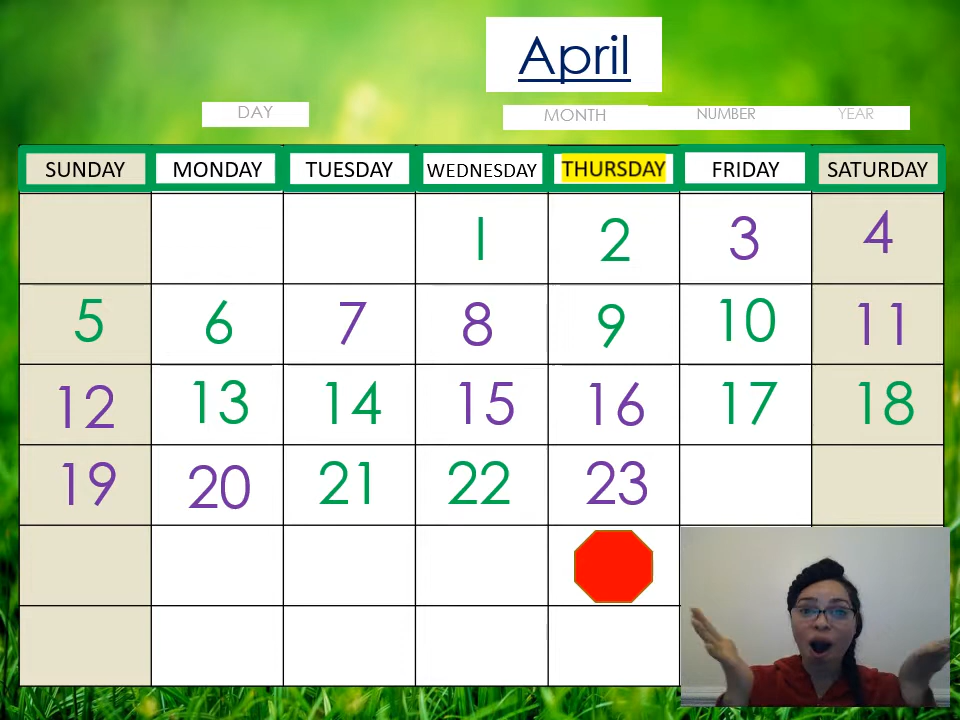 April
DAY MONTH NUMBER YEAR
SUNDAY MONDAY TUESDAY WEDNESDAY THURSDAY FRIDAY SATURDAY
1 2 3 4
5 6 7 8 9 10 11
12 13 14 15 16 17 18
19 20 21 22 23